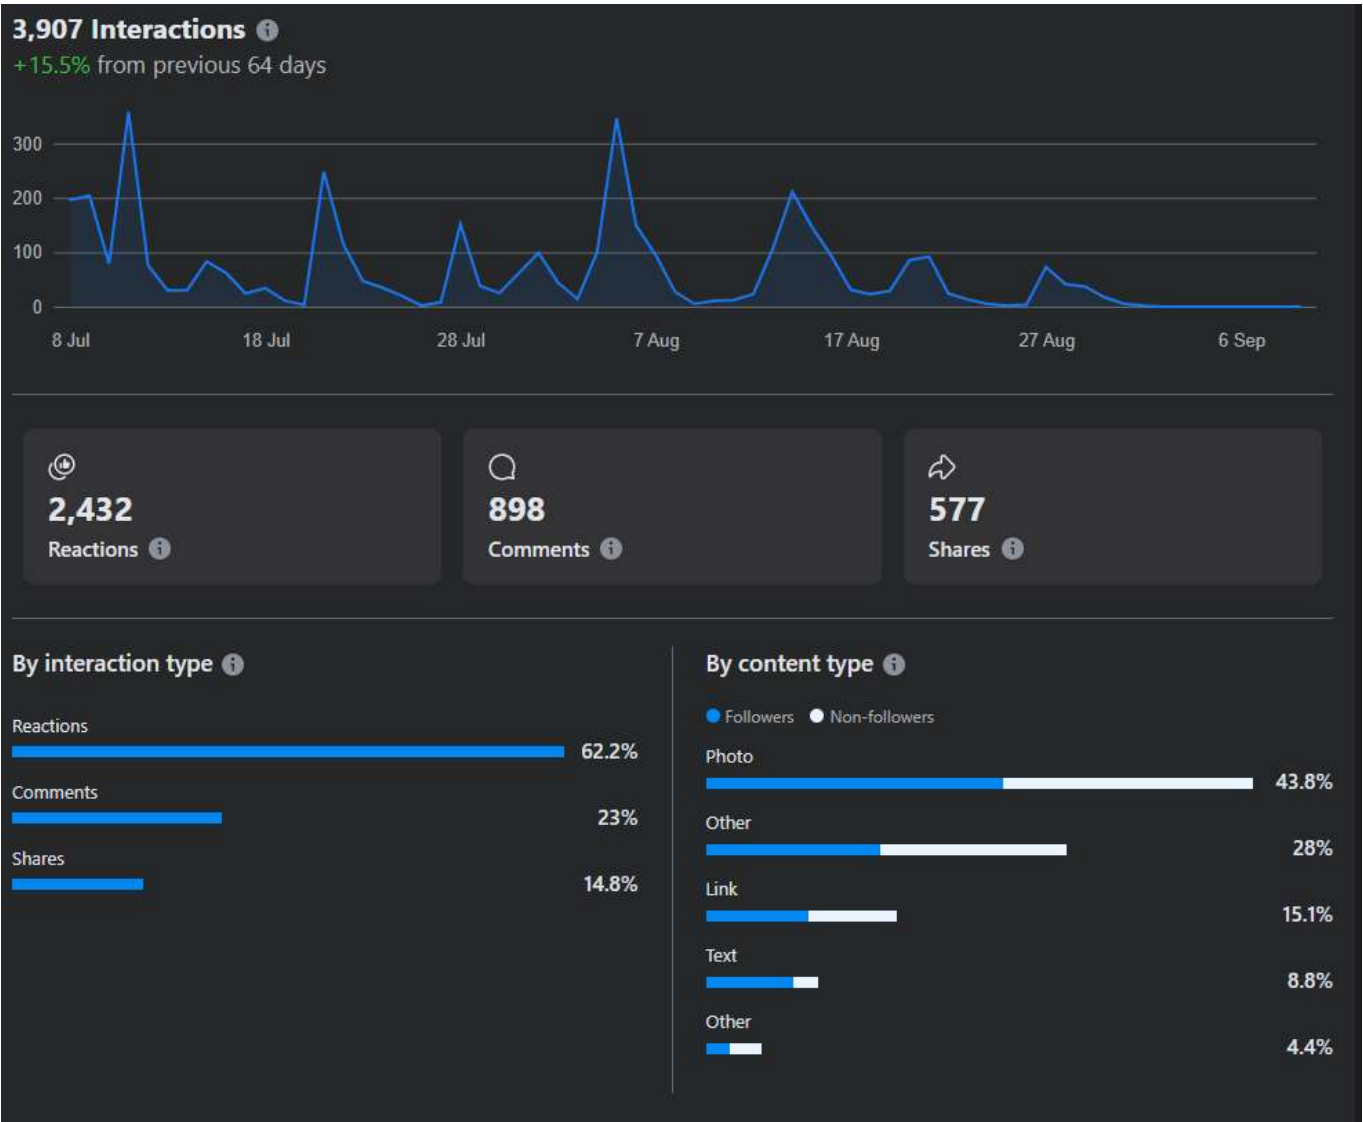 3,907 Interactions
+15.5% from previous 64 days
300
200
100
0
8 Jul 18 Jul 28 Jul 7 Aug 17 Aug 27 Aug 6 Sep
2,432
Reactions
898
Comments
577
Shares
By interaction type
Reactions
62.2%
Comments
23%
Shares
14.8%
By content type
Followers Non-followers
Photo
43.8%
Other
28%
Link
15.1%
Text
8.8%
Other
4.4%